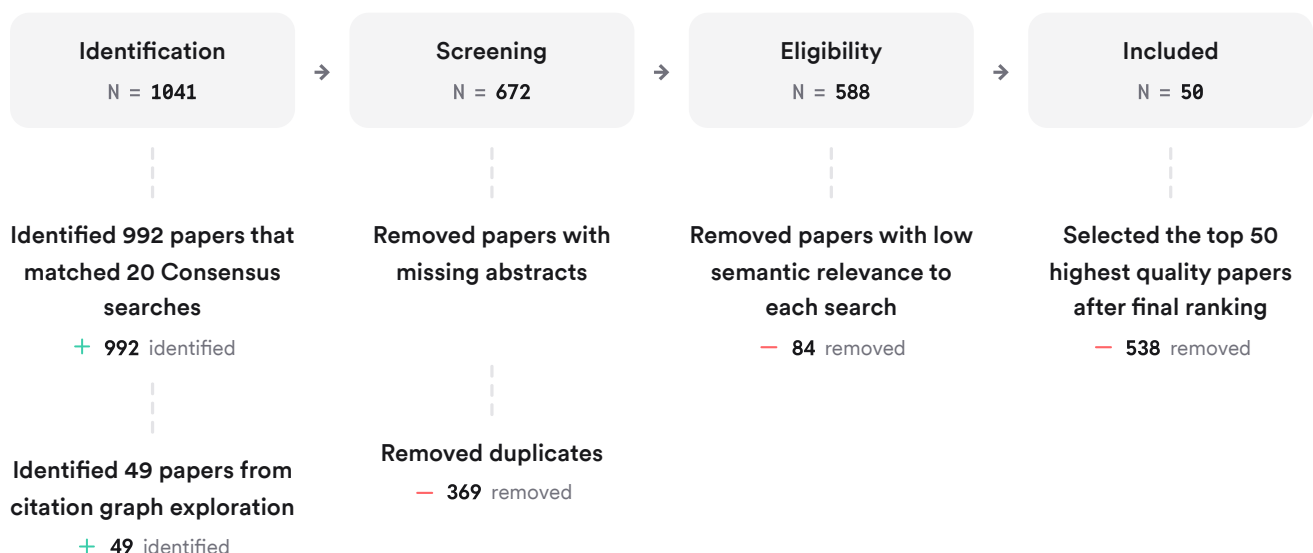 Identification
N = 1041
Screening
N = 672
Eligibility
N = 588
Included
N = 50
Identified 992 papers that
matched 20 Consensus
searches
+ 992 identified
Identified 49 papers from
citation graph exploration
+ 49 identified
Removed papers with
missing abstracts
Removed duplicates
— 369 removed
Removed papers with low
semantic relevance to
each search
— 84 removed
Selected the top 50
highest quality papers
after final ranking
— 538 removed